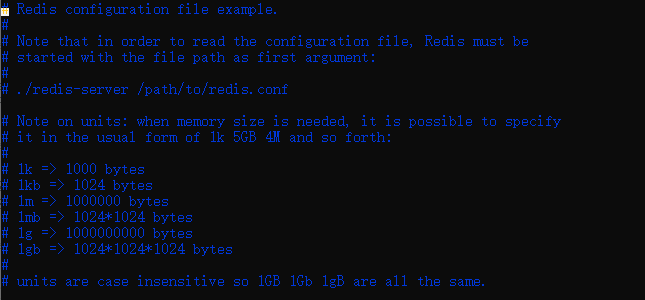 # Redis configuration file example.
#
# Note that in order to read the configuration file, Redis must be
# started with the file path as first argument:
#
# ./redis-server /path/to/redis.conf

# Note on units: when memory size is needed, it is possible to specify
# it in the usual form of 1k 5GB 4M and so forth:
#
# 1k => 1000 bytes
# 1kb => 1024 bytes
# 1m => 1000000 bytes
# 1mb => 1024*1024 bytes
# 1g => 1000000000 bytes
# 1gb => 1024*1024*1024 bytes
#
# units are case insensitive so 1GB 1Gb 1gB are all the same.